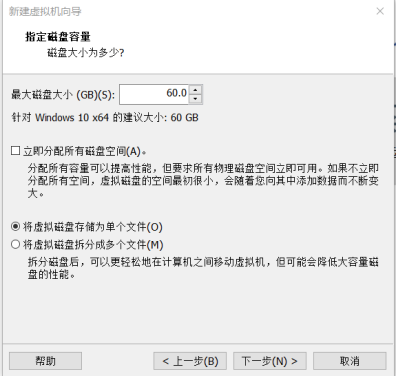 新建虚拟机向导
指定磁盘容量
磁盘大小为多少?
最大磁盘大小 (GB)(S): 60.0
针对 Windows 10 x64 的建议大小: 60 GB
立即分配所有磁盘空间(A)。
分配所有容量可以提高性能，但要求所有物理磁盘空间立即可用。如果不立即
分配所有空间，虚拟磁盘的空间最初很小，会随着您向其中添加数据而不断变
大。
将虚拟磁盘存储为单个文件(O)
将虚拟磁盘拆分成多个文件(M)
拆分磁盘后，可以更轻松地在计算机之间移动虚拟机，但可能会降低大容量磁
盘的性能。
帮助 < 上一步(B) 下一步(N) > 取消